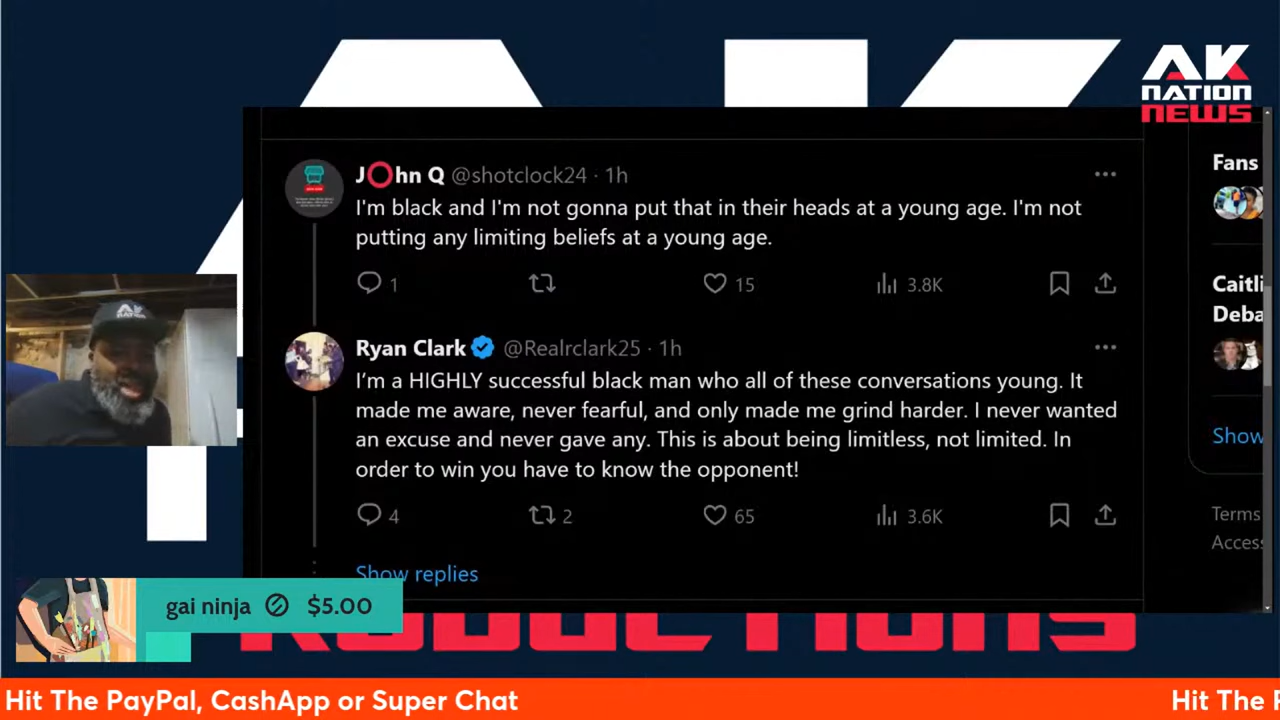 AK
NATION
NEWS
JOhn Q @shotclock24 · 1h
I'm black and I'm not gonna put that in their heads at a young age. I'm not
putting any limiting beliefs at a young age.
1 15 3.8K
Ryan Clark @Realrclark25 · 1h
I'm a HIGHLY successful black man who all of these conversations young. It
made me aware, never fearful, and only made me grind harder. I never wanted
an excuse and never gave any. This is about being limitless, not limited. In
order to win you have to know the opponent!
4 2 65 3.6K
Show replies
Fans
Caitli
Deba
Show
Terms
Access
AK
NATION
gai ninja $5.00
PRODUCTIONS
Hit The PayPal, CashApp or Super Chat
Hit The P